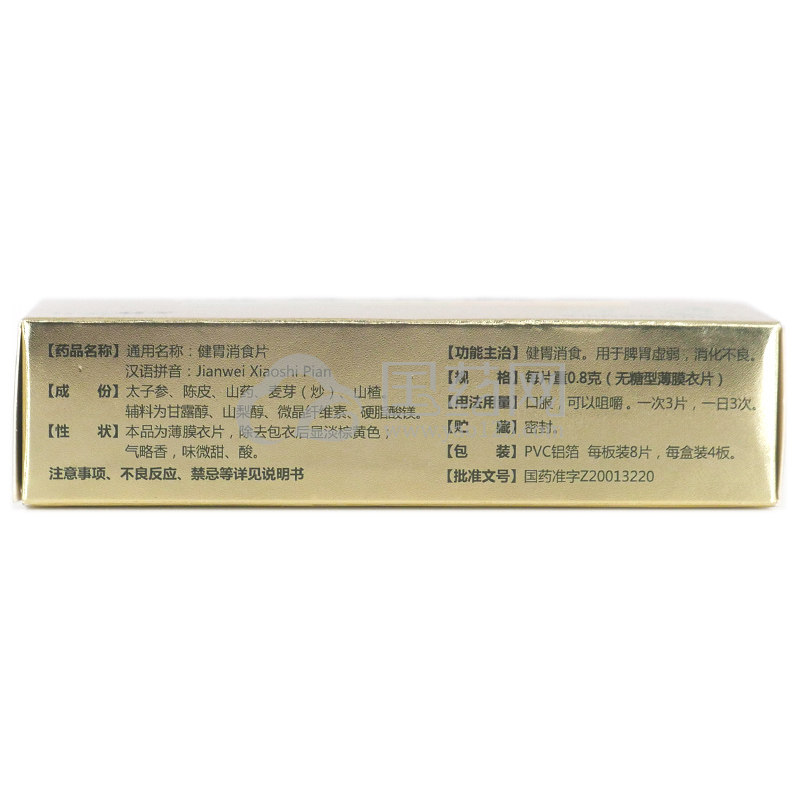 【药品名称】通用名称：健胃消食片
汉语拼音：Jianwei Xiaoshi Pian
【成　份】太子参、陈皮、山药、麦芽（炒）、山楂，
辅料为甘露醇、山梨醇、微晶纤维素、硬脂酸镁。
【性　状】本品为薄膜衣片，除去包衣后显淡棕黄色；
气略香，味微甜、酸。
注意事项、不良反应、禁忌等详见说明书
【功能主治】健胃消食。用于脾胃虚弱，消化不良。
【规　格】每片重0.8克（无糖型薄膜衣片）
【用法用量】口服，可以咀嚼。一次3片，一日3次。
【贮　藏】密封。
【包　装】PVC铝箔 每板装8片，每盒装4板。
【批准文号】国药准字Z20013220
国药网